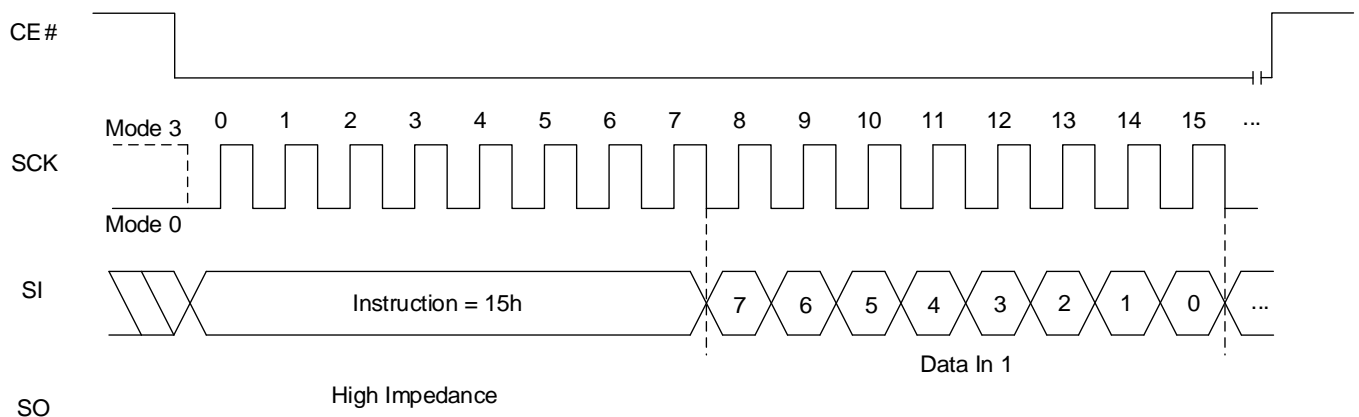 CE #
Mode 3 0 1 2 3 4 5 6 7 8 9 10 11 12 13 14 15 ...
SCK
Mode 0
SI Instruction = 15h 7 6 5 4 3 2 1 0 ...
Data In 1
High Impedance
SO